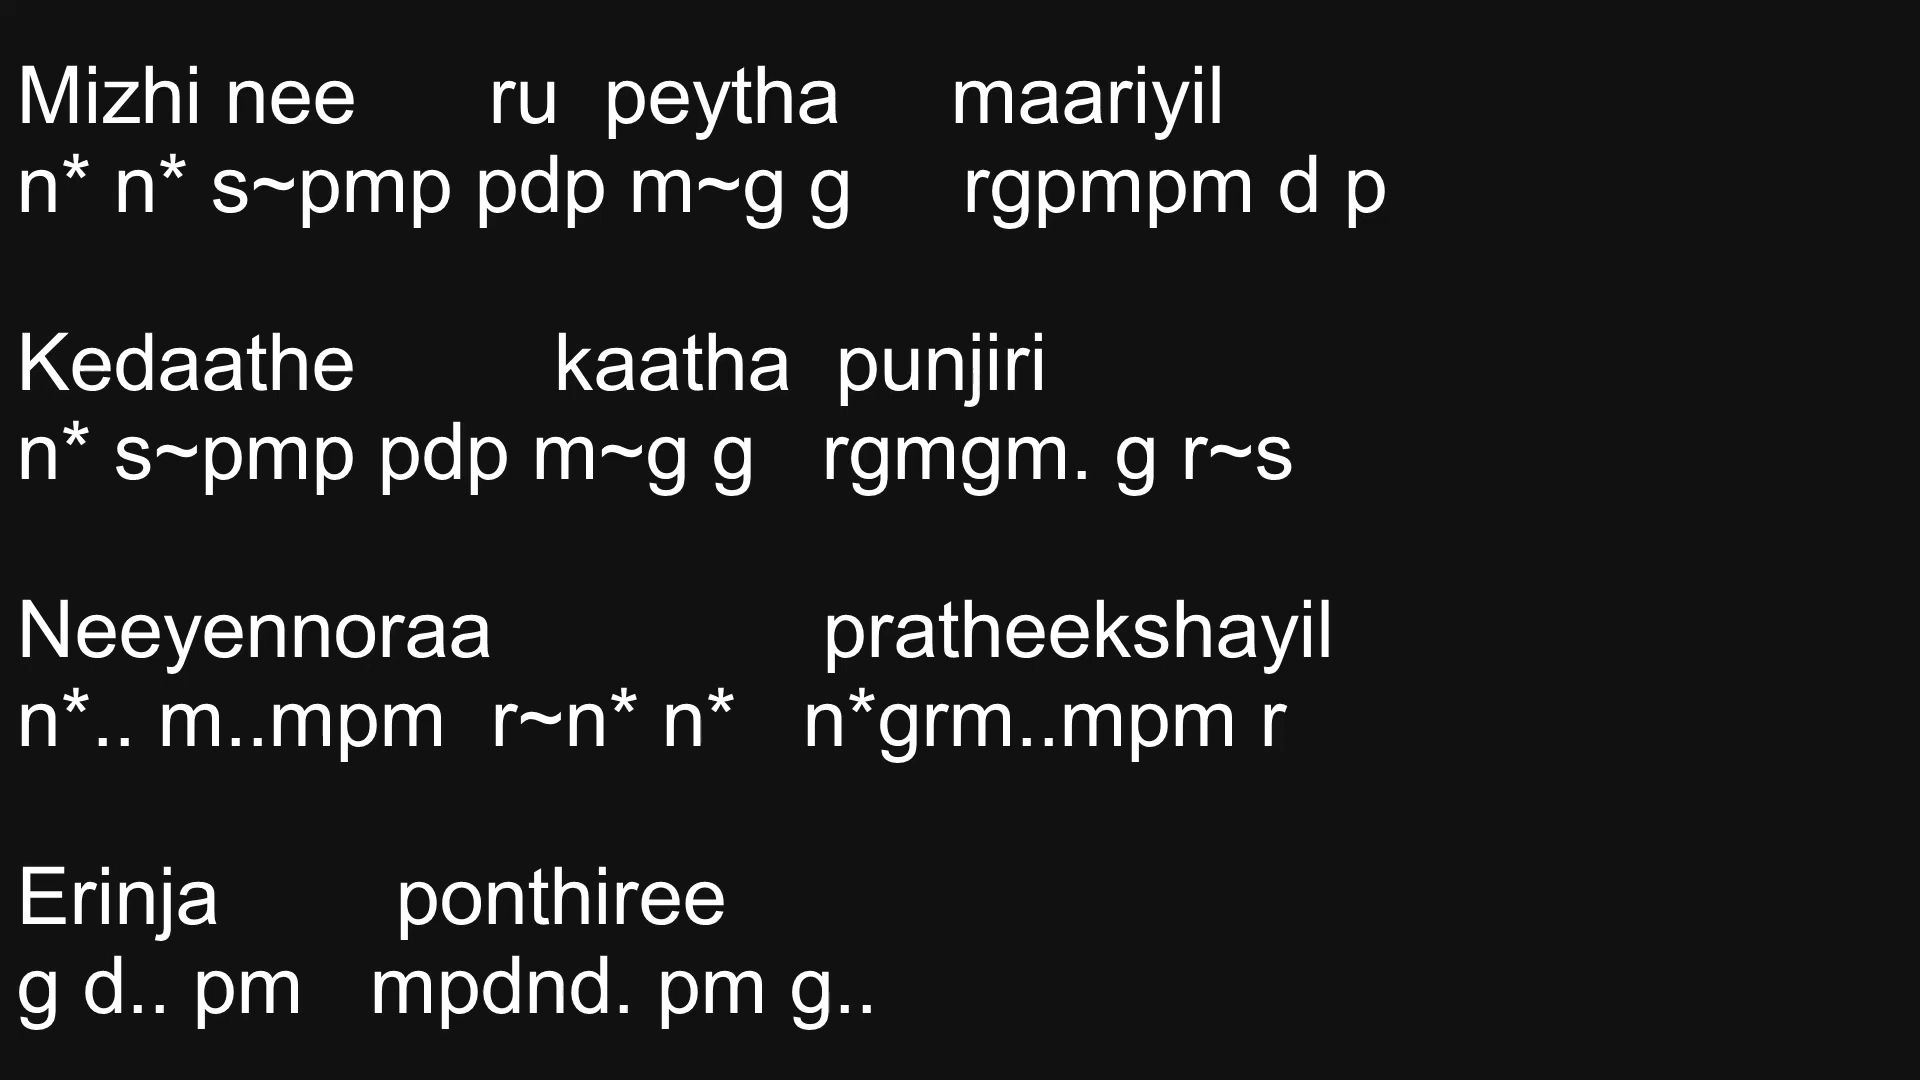 Mizhi nee ru peytha maariyil
n* n* s~pmp pdp m~g g rgpmpm d p
Kedaathe kaatha punjiri
n* s~pmp pdp m~g g rgmgm. g r~s
Neeyennoraa pratheekshayil
n*.. m..mpm r~n* n* n*grm..mpm r
Erinja ponthiree
g d.. pm mpdnd. pm g..